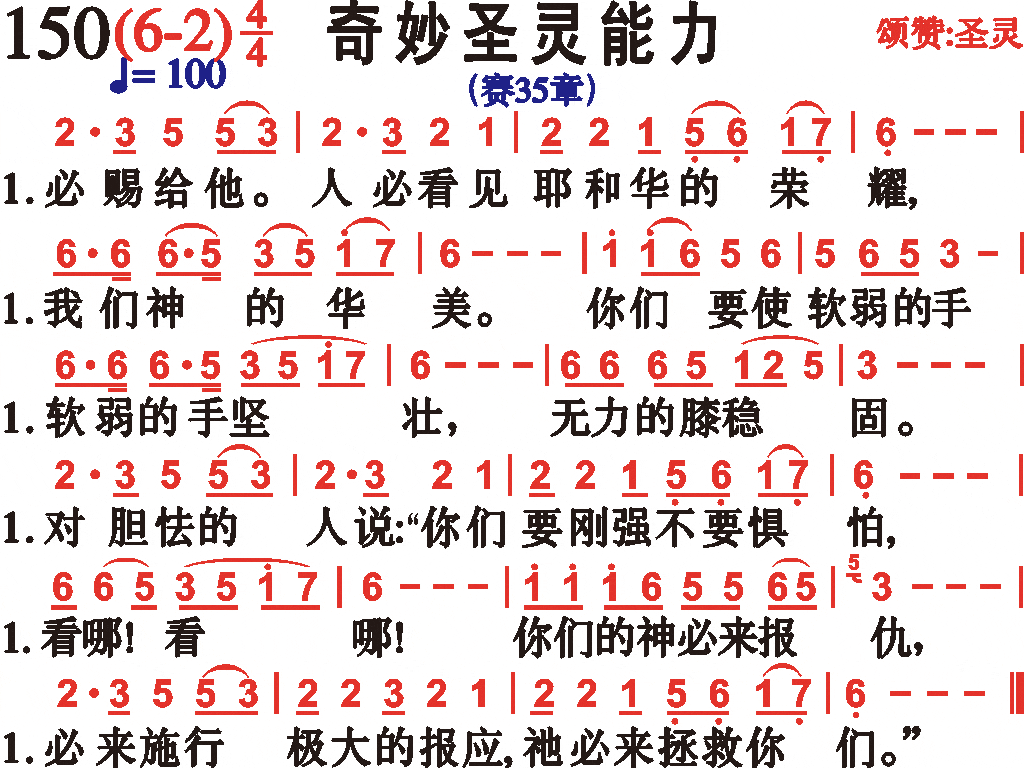 150(6-2) 4/4 奇妙圣灵能力 颂赞:圣灵
♩= 100 (赛35章)
2 · 3 5 5 3 | 2 · 3 2 1 | 2 2 1 5 6 1 7 | 6 - - - |
1. 必赐给他。人必看见耶和华的荣耀,
6 · 6 6 · 5 3 5 1 7 | 6 - - - | 1 1 6 5 6 | 5 6 5 3 - |
1. 我们神的华美。你们要使软弱的手
6 · 6 6 · 5 3 5 1 7 | 6 - - - | 6 6 6 5 1 2 5 | 3 - - - |
1. 软弱的手坚壮,无力的膝稳固。
2 · 3 5 5 3 | 2 · 3 2 1 | 2 2 1 5 6 1 7 | 6 - - - |
1. 对胆怯的人说:“你们要刚强不要惧怕,
6 6 5 3 5 1 7 | 6 - - - | 1 1 1 6 5 5 6 5 | 5 3 - - - |
1. 看哪!看哪!你们的神必来报仇,
2 · 3 5 5 3 | 2 2 3 2 1 | 2 2 1 5 6 1 7 | 6 - - - ‖
1. 必来施行极大的报应,祂必来拯救你们。”